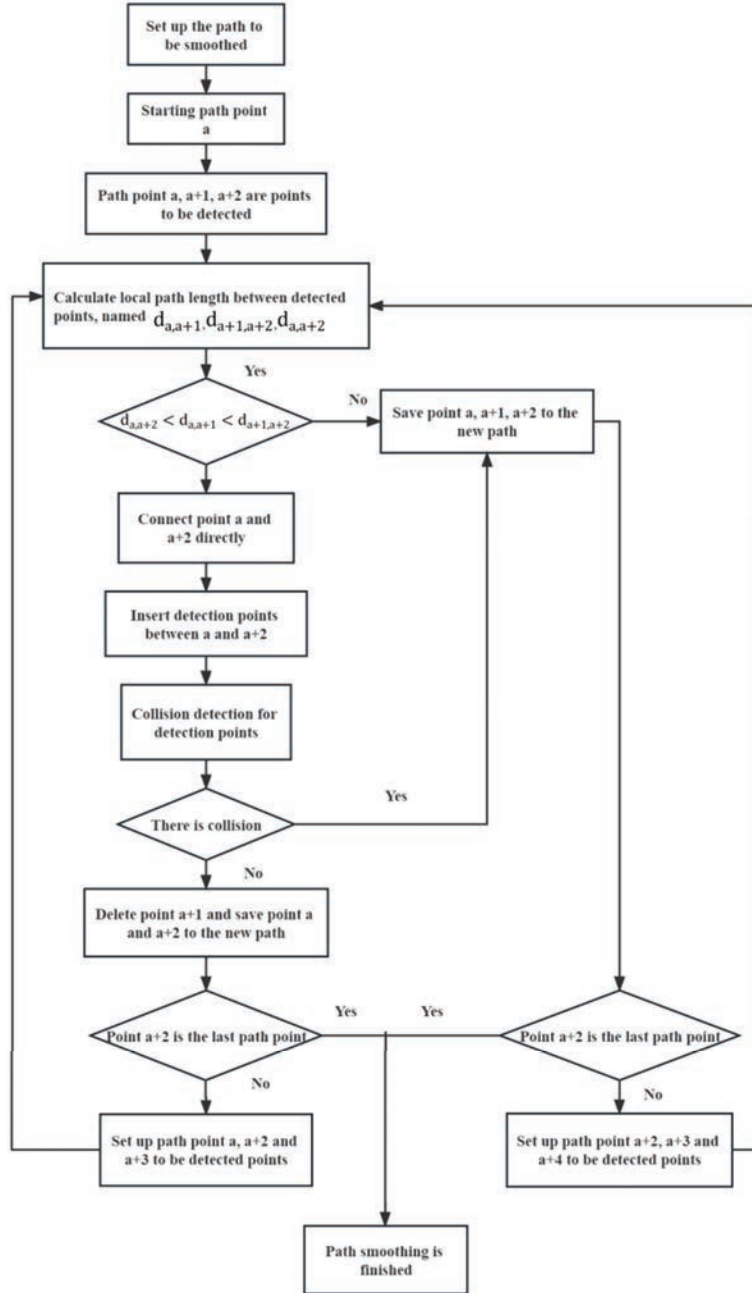 Set up the path to
be smoothed
Starting path point
a
Path point a, a+1, a+2 are points
to be detected
Calculate local path length between detected
points, named d_{a,a+1}.d_{a+1,a+2}.d_{a,a+2}
Yes
d_{a,a+2} < d_{a,a+1} < d_{a+1,a+2}
No
Save point a, a+1, a+2 to the
new path
Connect point a and
a+2 directly
Insert detection points
between a and a+2
Collision detection for
detection points
There is collision
Yes
No
Delete point a+1 and save point a
and a+2 to the new path
Point a+2 is the last path point
Yes
Yes
Point a+2 is the last path point
No
No
Set up path point a, a+2 and
a+3 to be detected points
Set up path point a+2, a+3 and
a+4 to be detected points
Path smoothing is
finished